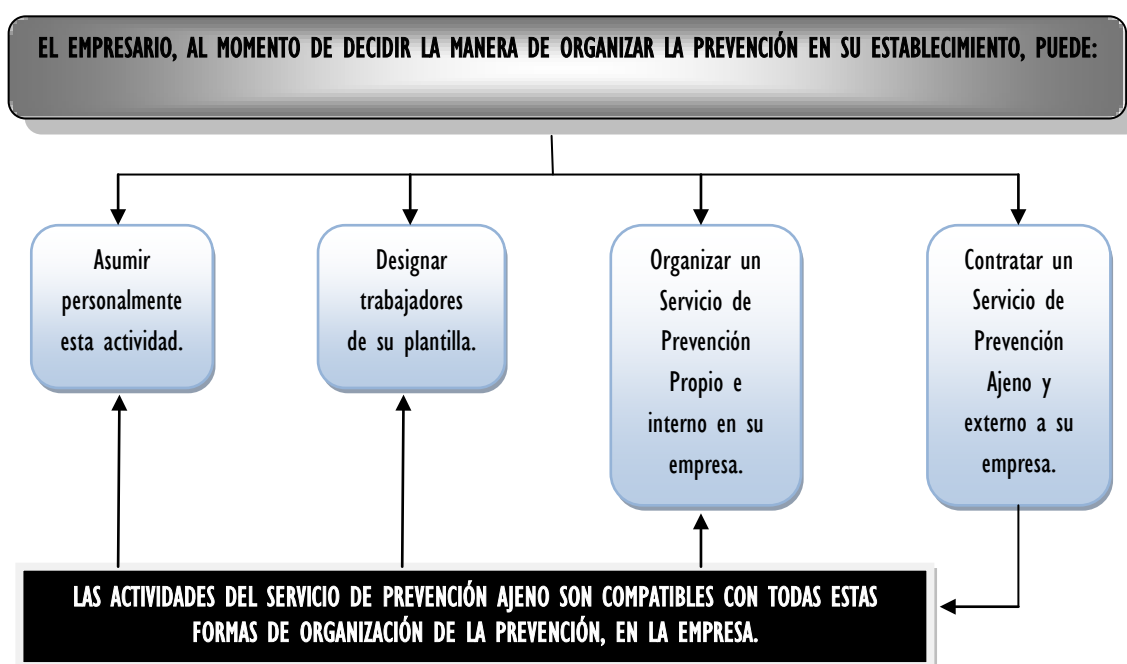 EL EMPRESARIO, AL MOMENTO DE DECIDIR LA MANERA DE ORGANIZAR LA PREVENCIÓN EN SU ESTABLECIMIENTO, PUEDE:
Asumir
personalmente
esta actividad.
Designar
trabajadores
de su plantilla.
Organizar un
Servicio de
Prevención
Propio e
interno en su
empresa.
Contratar un
Servicio de
Prevención
Ajeno y
externo a su
empresa.
LAS ACTIVIDADES DEL SERVICIO DE PREVENCIÓN AJENO SON COMPATIBLES CON TODAS ESTAS
FORMAS DE ORGANIZACIÓN DE LA PREVENCIÓN, EN LA EMPRESA.